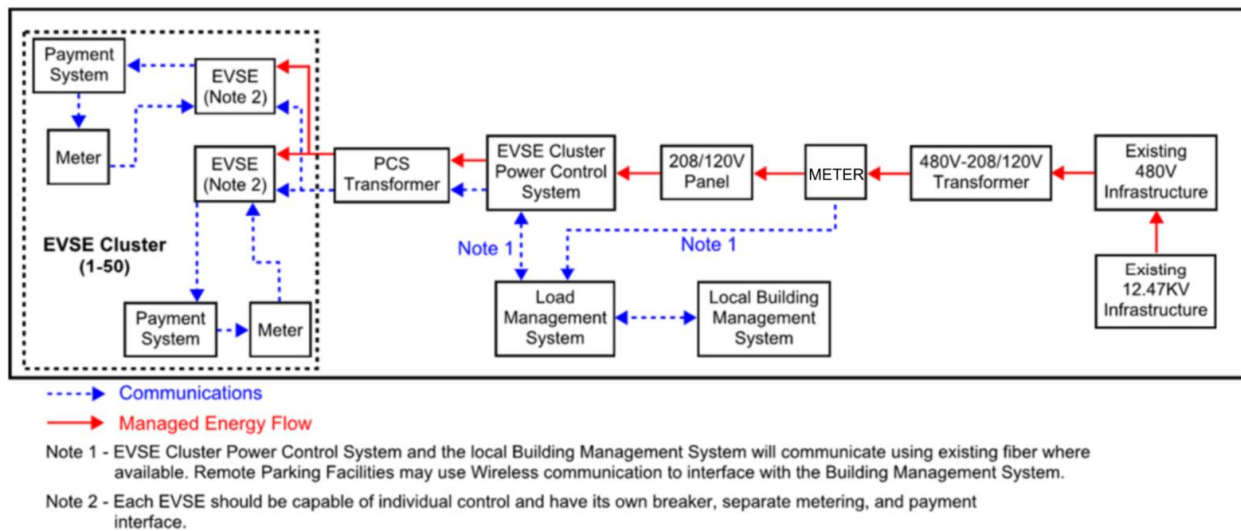 Payment
System
EVSE
(Note 2)
Meter
EVSE
(Note 2)
EVSE Cluster
(1-50)
Payment
System
Meter
PCS
Transformer
EVSE Cluster
Power Control
System
208/120V
Panel
METER
480V-208/120V
Transformer
Existing
480V
Infrastructure
Note 1
Note 1
Load
Management
System
Local Building
Management
System
Existing
12.47KV
Infrastructure
Communications
Managed Energy Flow
Note 1 - EVSE Cluster Power Control System and the local Building Management System will communicate using existing fiber where
available. Remote Parking Facilities may use Wireless communication to interface with the Building Management System.
Note 2 - Each EVSE should be capable of individual control and have its own breaker, separate metering, and payment
interface.